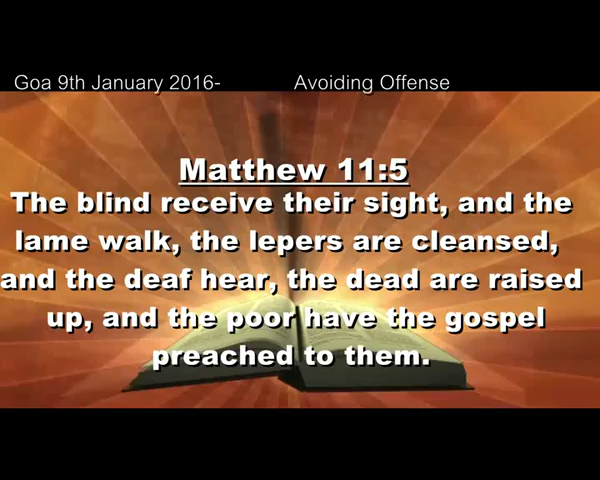 Goa 9th January 2016- Avoiding Offense
Matthew 11:5
The blind receive their sight, and the
lame walk, the lepers are cleansed,
and the deaf hear, the dead are raised
up, and the poor have the gospel
preached to them.